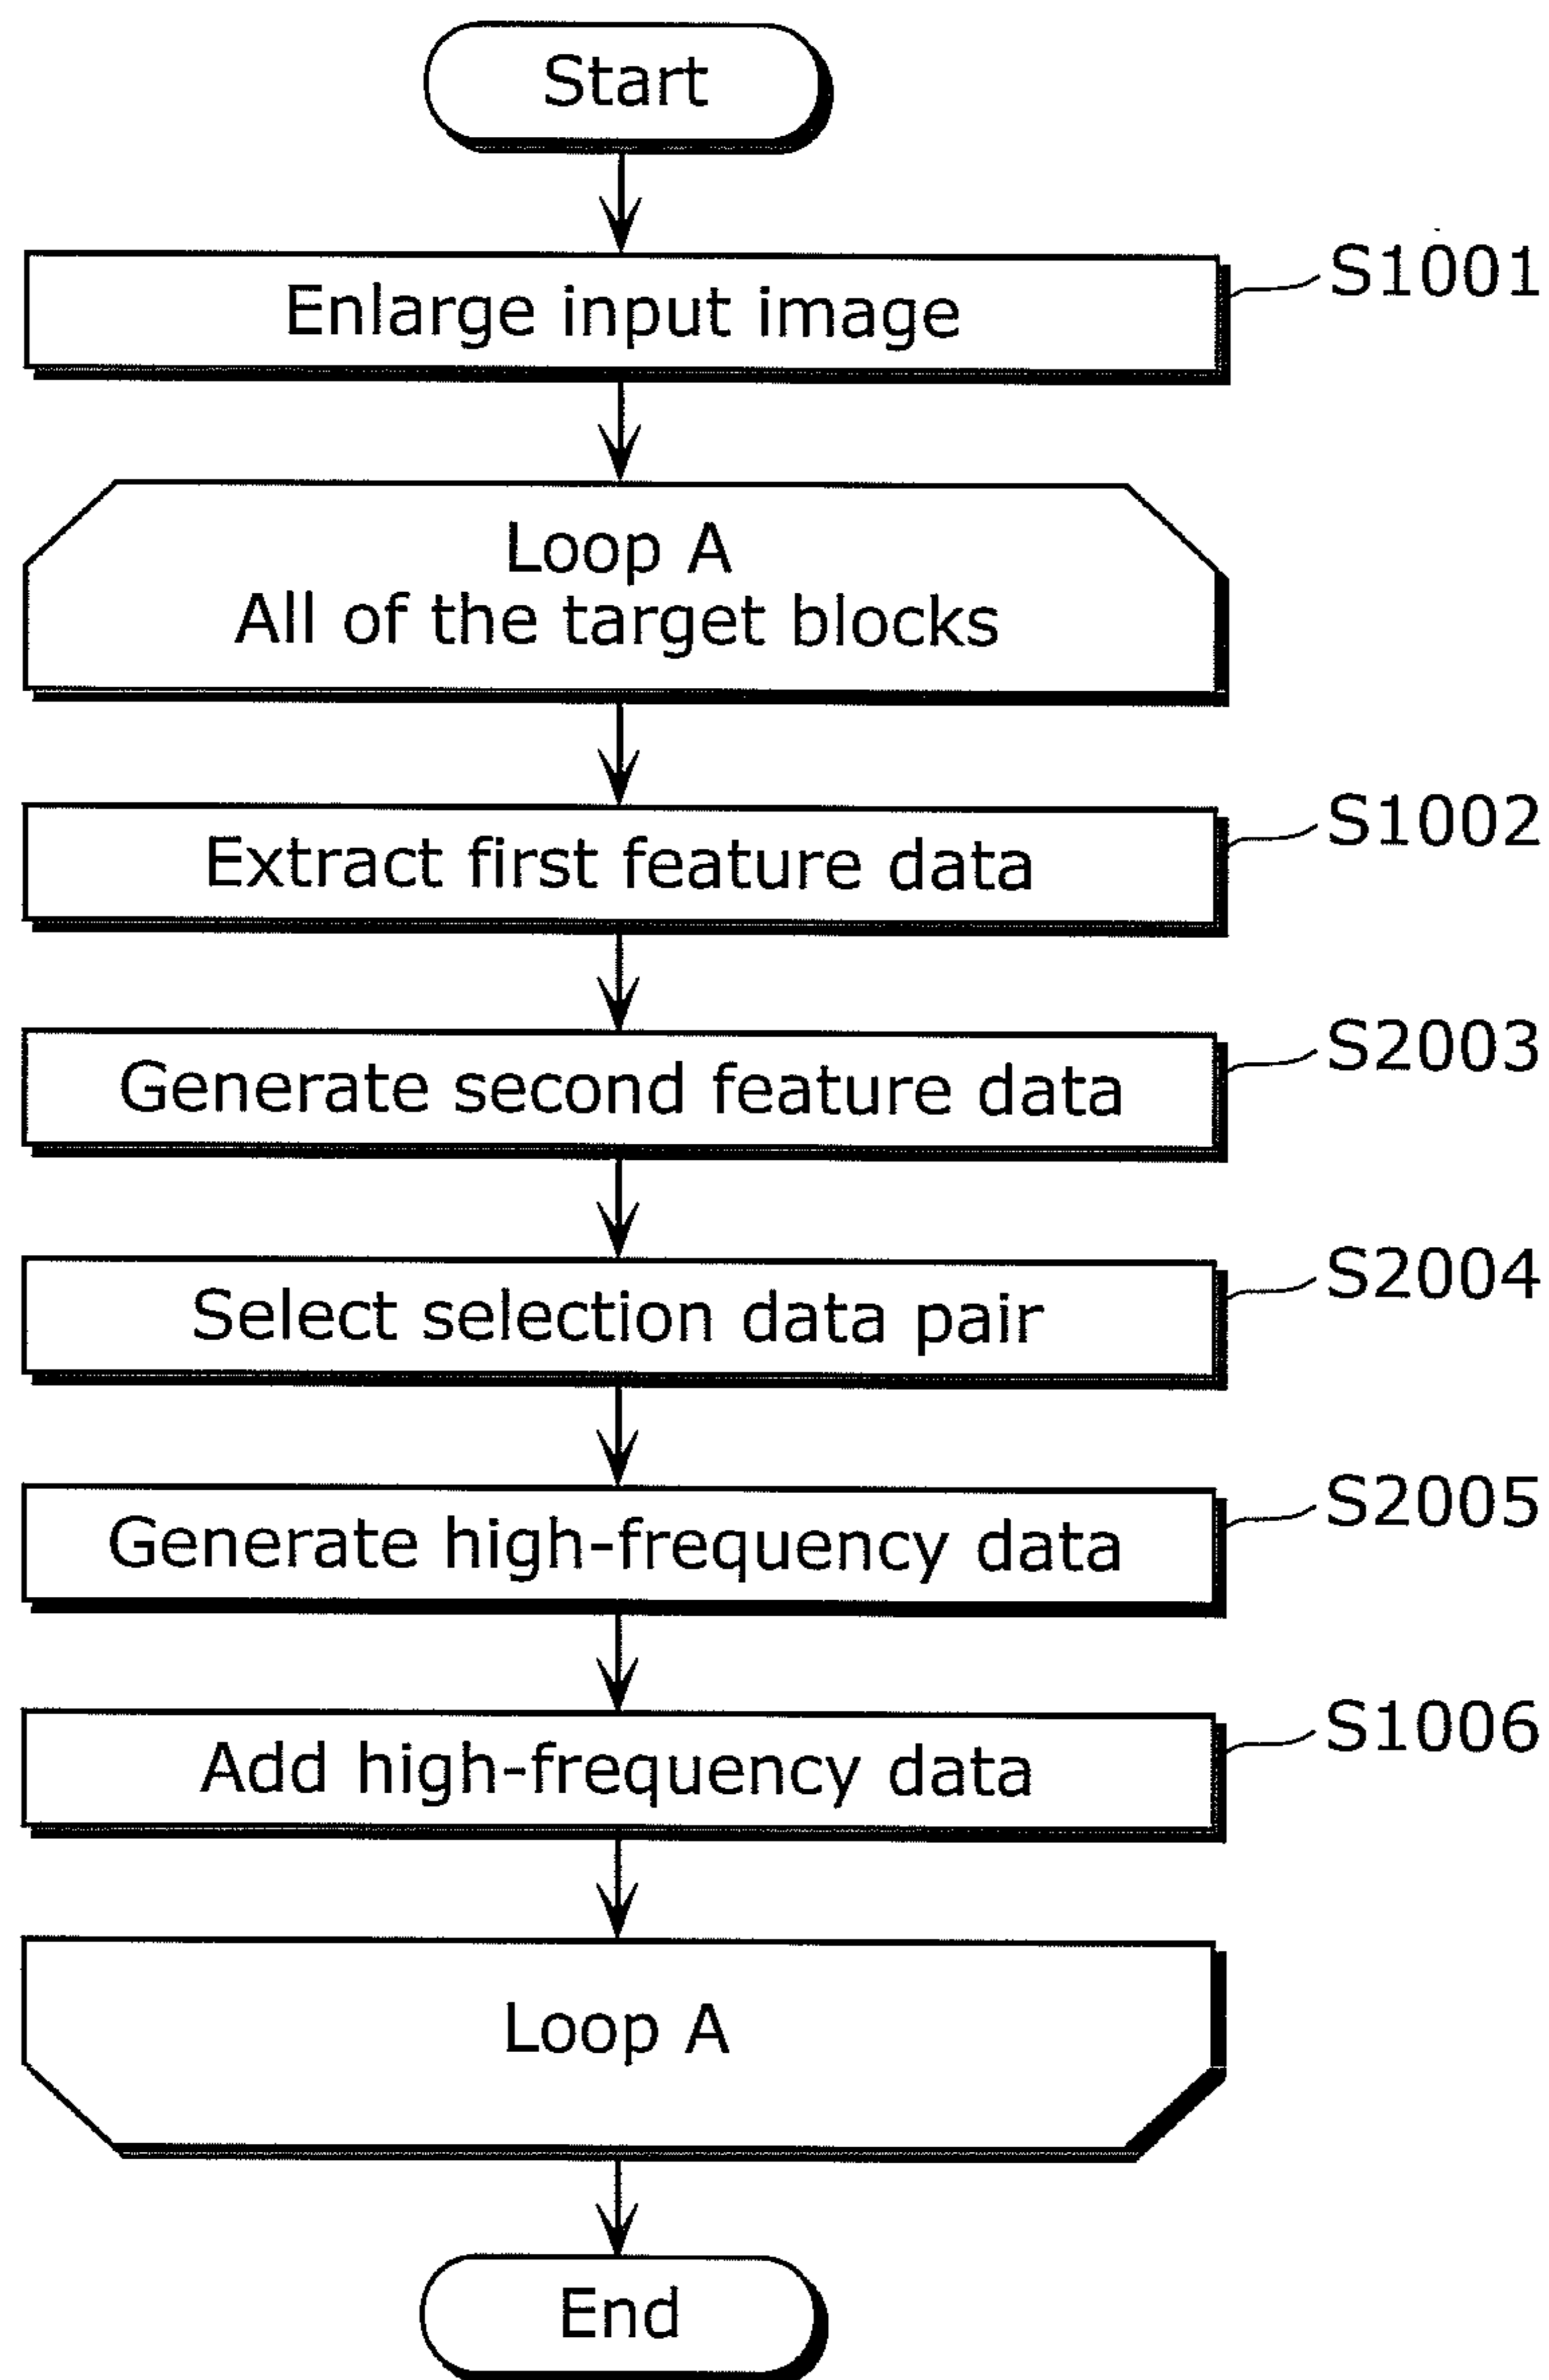 Start
Enlarge input image
S1001
Loop A
All of the target blocks
Extract first feature data
S1002
Generate second feature data
S2003
Select selection data pair
S2004
Generate high-frequency data
S2005
Add high-frequency data
S1006
Loop A
End